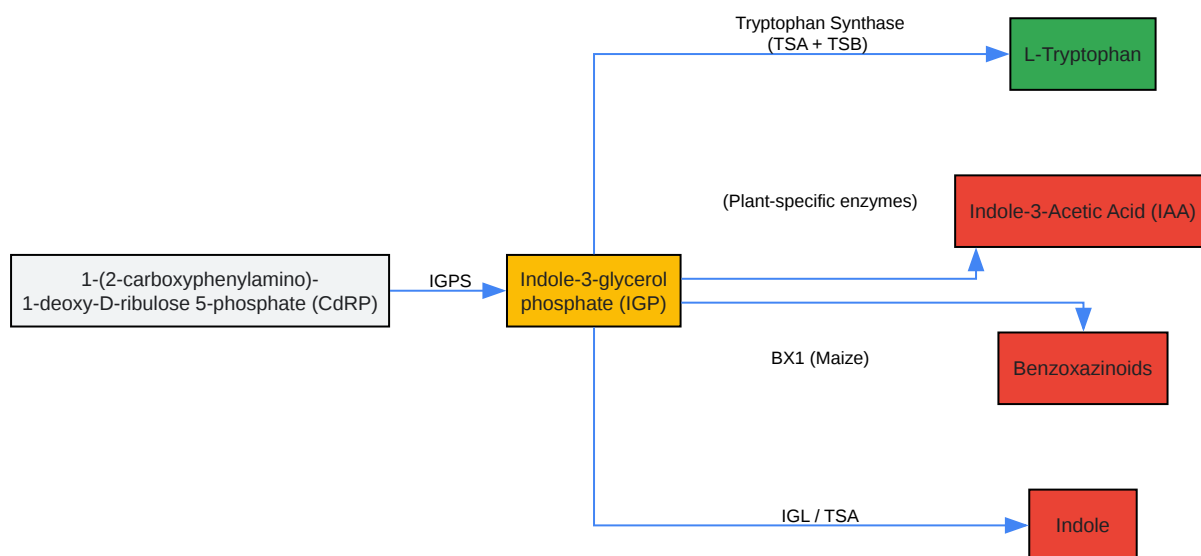 Tryptophan Synthase
(TSA + TSB)
L-Tryptophan
(Plant-specific enzymes)
Indole-3-Acetic Acid (IAA)
1-(2-carboxyphenylamino)-
1-deoxy-D-ribulose 5-phosphate (CdRP)
IGPS
Indole-3-glycerol
phosphate (IGP)
BX1 (Maize)
Benzoxazinoids
IGL / TSA
Indole